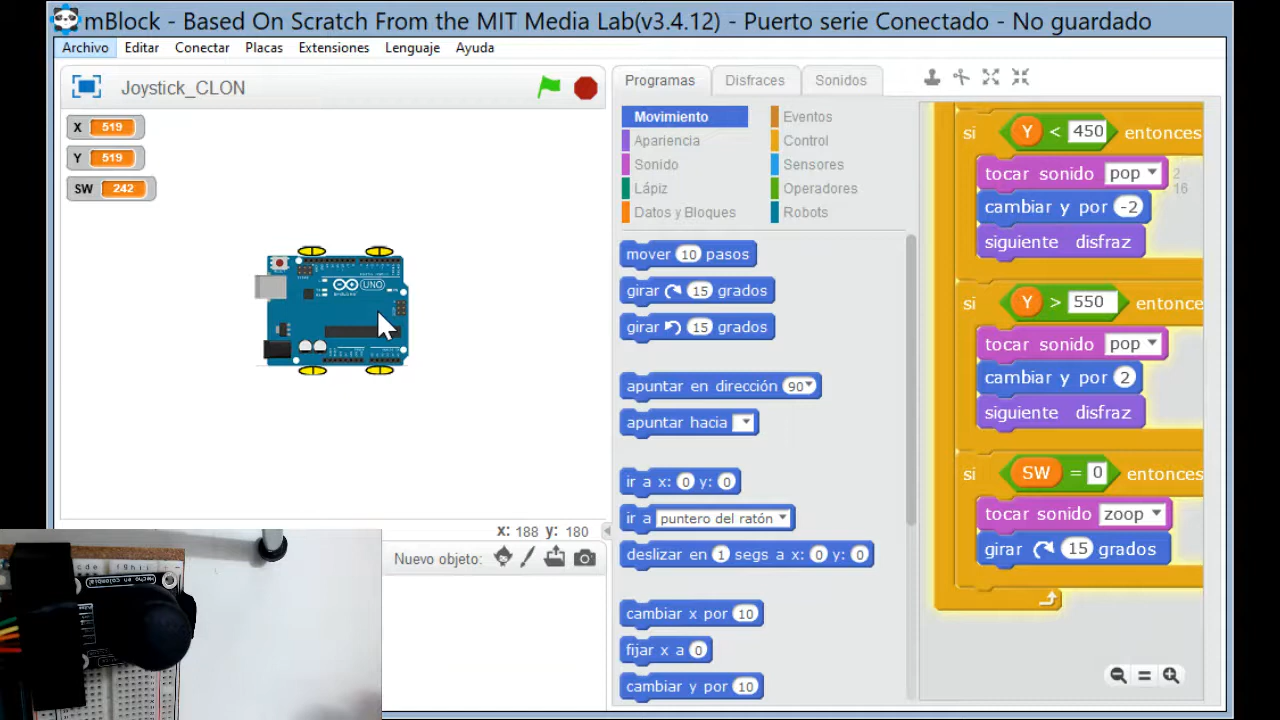 mBlock - Based On Scratch From the MIT Media Lab(v3.4.12) - Puerto serie Conectado - No guardado
Archivo Editar Conectar Placas Extensiones Lenguaje Ayuda
Joystick_CLON
X 519
Y 519
SW 242
UNO
x: 188 y: 180
Nuevo objeto:
Programas Disfraces Sonidos
Movimiento Eventos
Apariencia Control
Sonido Sensores
Lápiz Operadores
Datos y Bloques Robots
mover 10 pasos
girar 15 grados
girar 15 grados
apuntar en dirección 90
apuntar hacia
ir a x: 0 y: 0
ir a puntero del ratón
deslizar en 1 segs a x: 0 y: 0
cambiar x por 10
fijar x a 0
cambiar y por 10
si Y < 450 entonces
tocar sonido pop
cambiar y por -2
siguiente disfraz
si Y > 550 entonces
tocar sonido pop
cambiar y por 2
siguiente disfraz
si SW = 0 entonces
tocar sonido zoop
girar 15 grados
Hecho en colombia